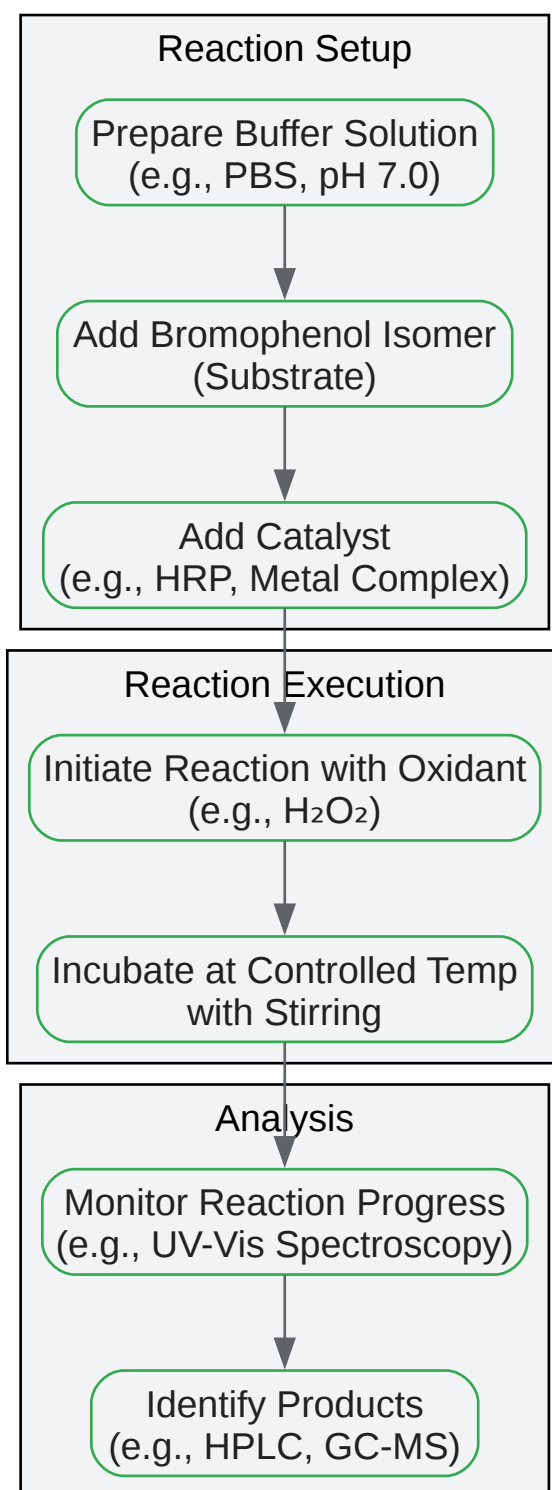 Reaction Setup
Prepare Buffer Solution
(e.g., PBS, pH 7.0)
Add Bromophenol Isomer
(Substrate)
Add Catalyst
(e.g., HRP, Metal Complex)
Reaction Execution
Initiate Reaction with Oxidant
(e.g., H₂O₂)
Incubate at Controlled Temp
with Stirring
Analysis
Monitor Reaction Progress
(e.g., UV-Vis Spectroscopy)
Identify Products
(e.g., HPLC, GC-MS)